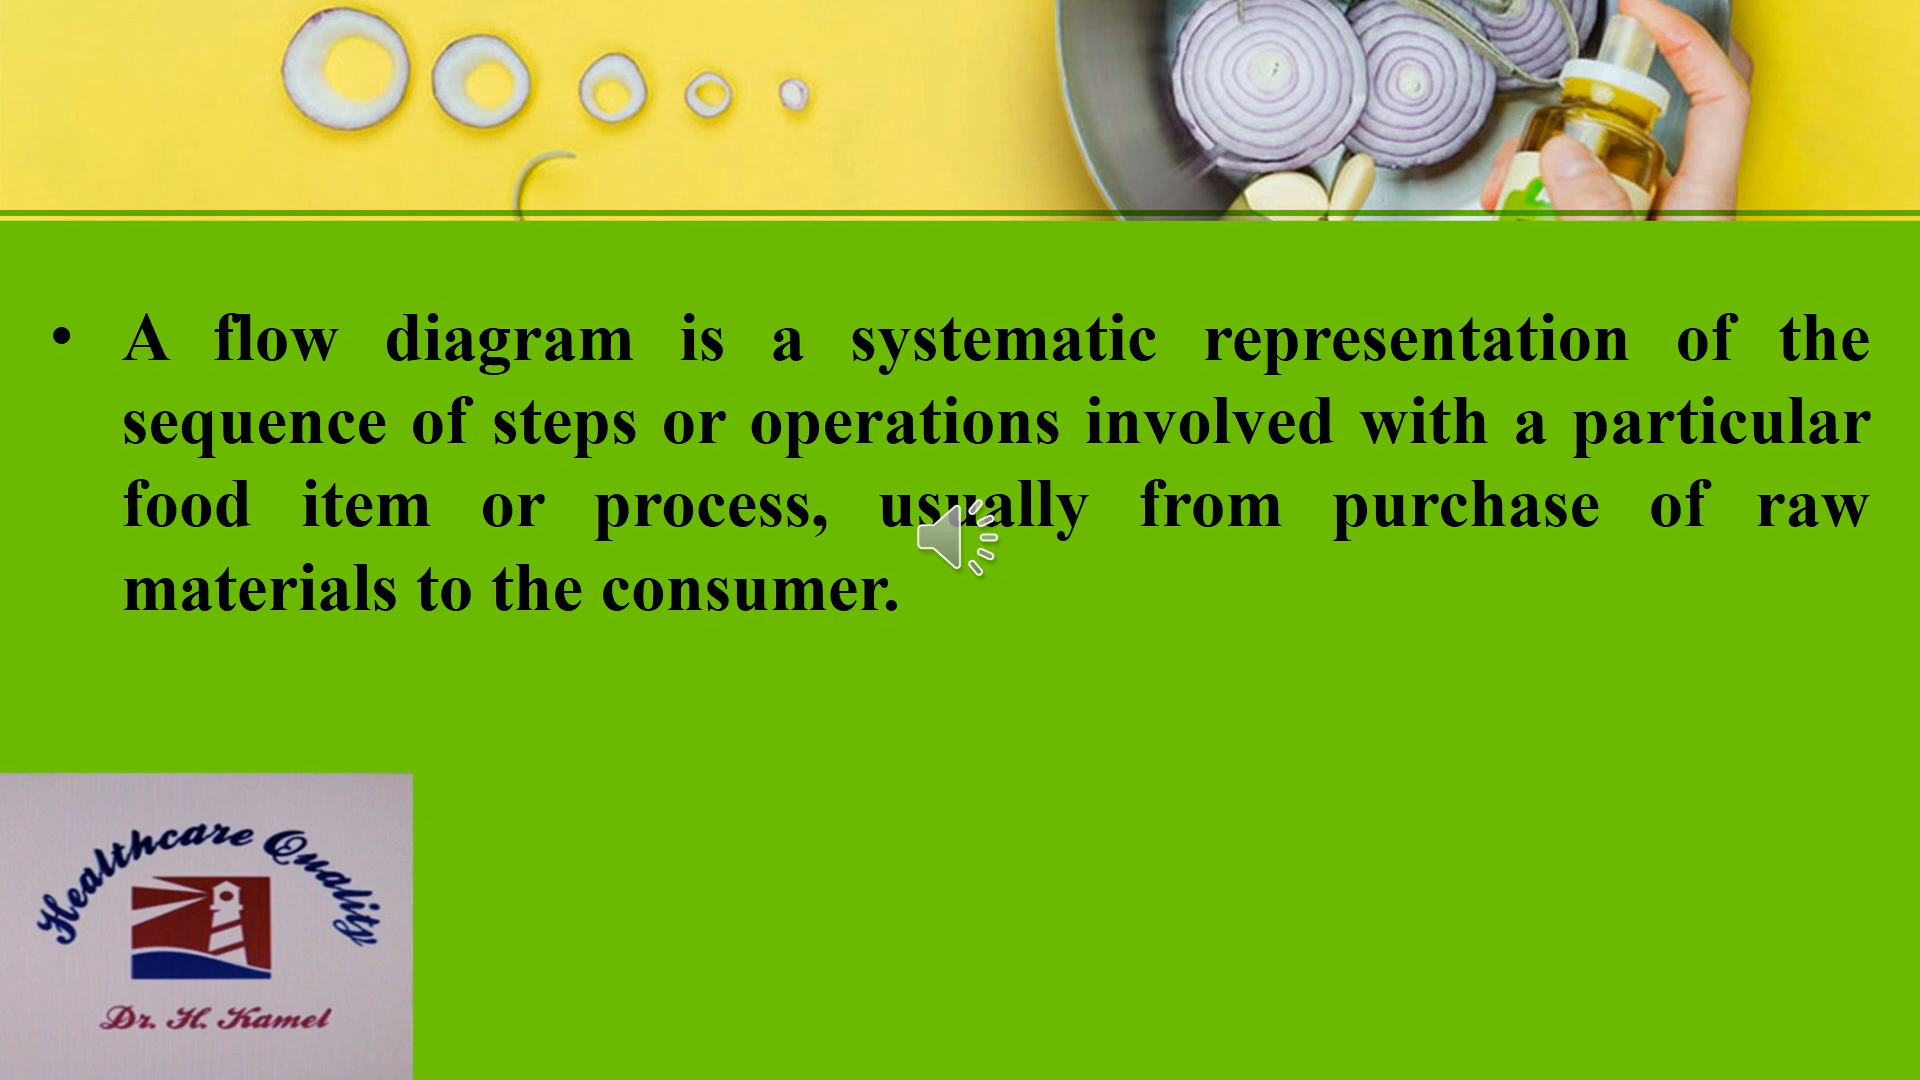 • A flow diagram is a systematic representation of the
sequence of steps or operations involved with a particular
food item or process, usually from purchase of raw
materials to the consumer.
Healthcare Quality
Dr. H. Kamel